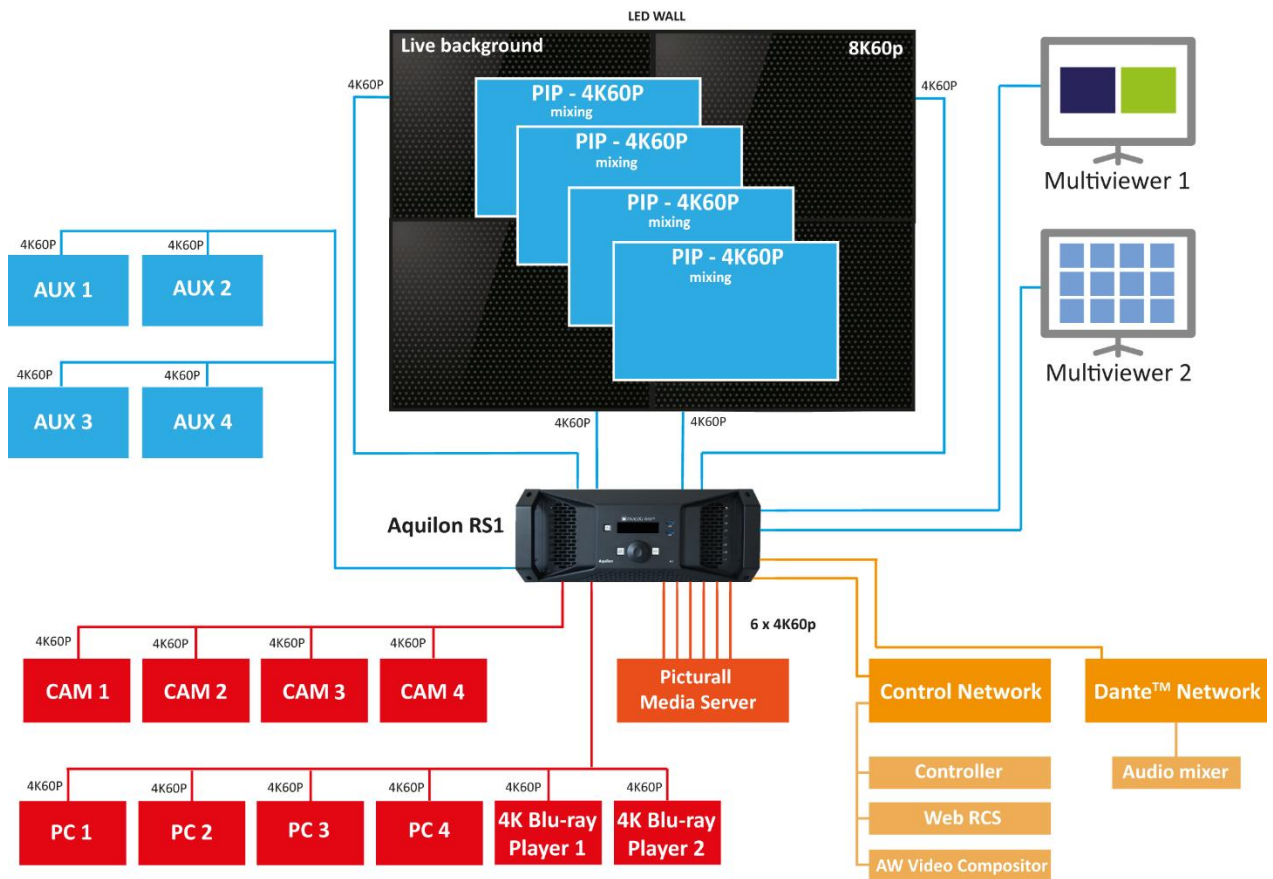 LED WALL
Live background
8K60p
4K60P
4K60P
PIP - 4K60P
mixing
PIP - 4K60P
mixing
PIP - 4K60P
mixing
PIP - 4K60P
mixing
Multiviewer 1
Multiviewer 2
4K60P
4K60P
AUX 1
AUX 2
4K60P
4K60P
AUX 3
AUX 4
4K60P
4K60P
Aquilon RS1
4K60P
4K60P
4K60P
4K60P
CAM 1
CAM 2
CAM 3
CAM 4
6 x 4K60p
Picturall
Media Server
Control Network
Dante™ Network
Controller
Web RCS
AW Video Compositor
Audio mixer
4K60P
4K60P
4K60P
4K60P
4K60P
4K60P
PC 1
PC 2
PC 3
PC 4
4K Blu-ray
Player 1
4K Blu-ray
Player 2